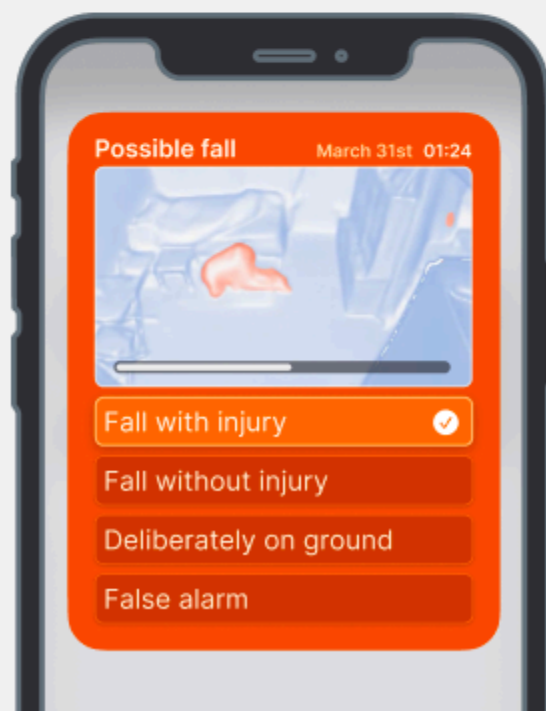 Possible fall March 31st 01:24
Fall with injury
Fall without injury
Deliberately on ground
False alarm